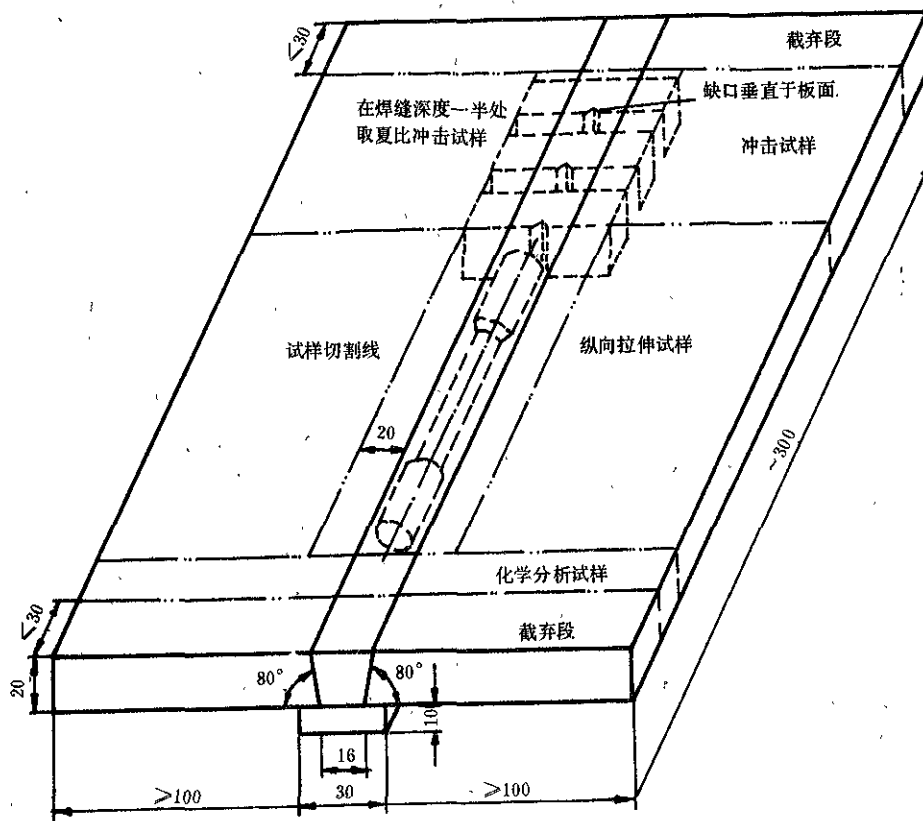 <30
截弃段
在焊缝深度一半处
取夏比冲击试样
缺口垂直于板面.
冲击试样
试样切割线
纵向拉伸试样
20
~300
化学分析试样
<30
截弃段
20
80°
80°
10
16
≥100
30
≥100